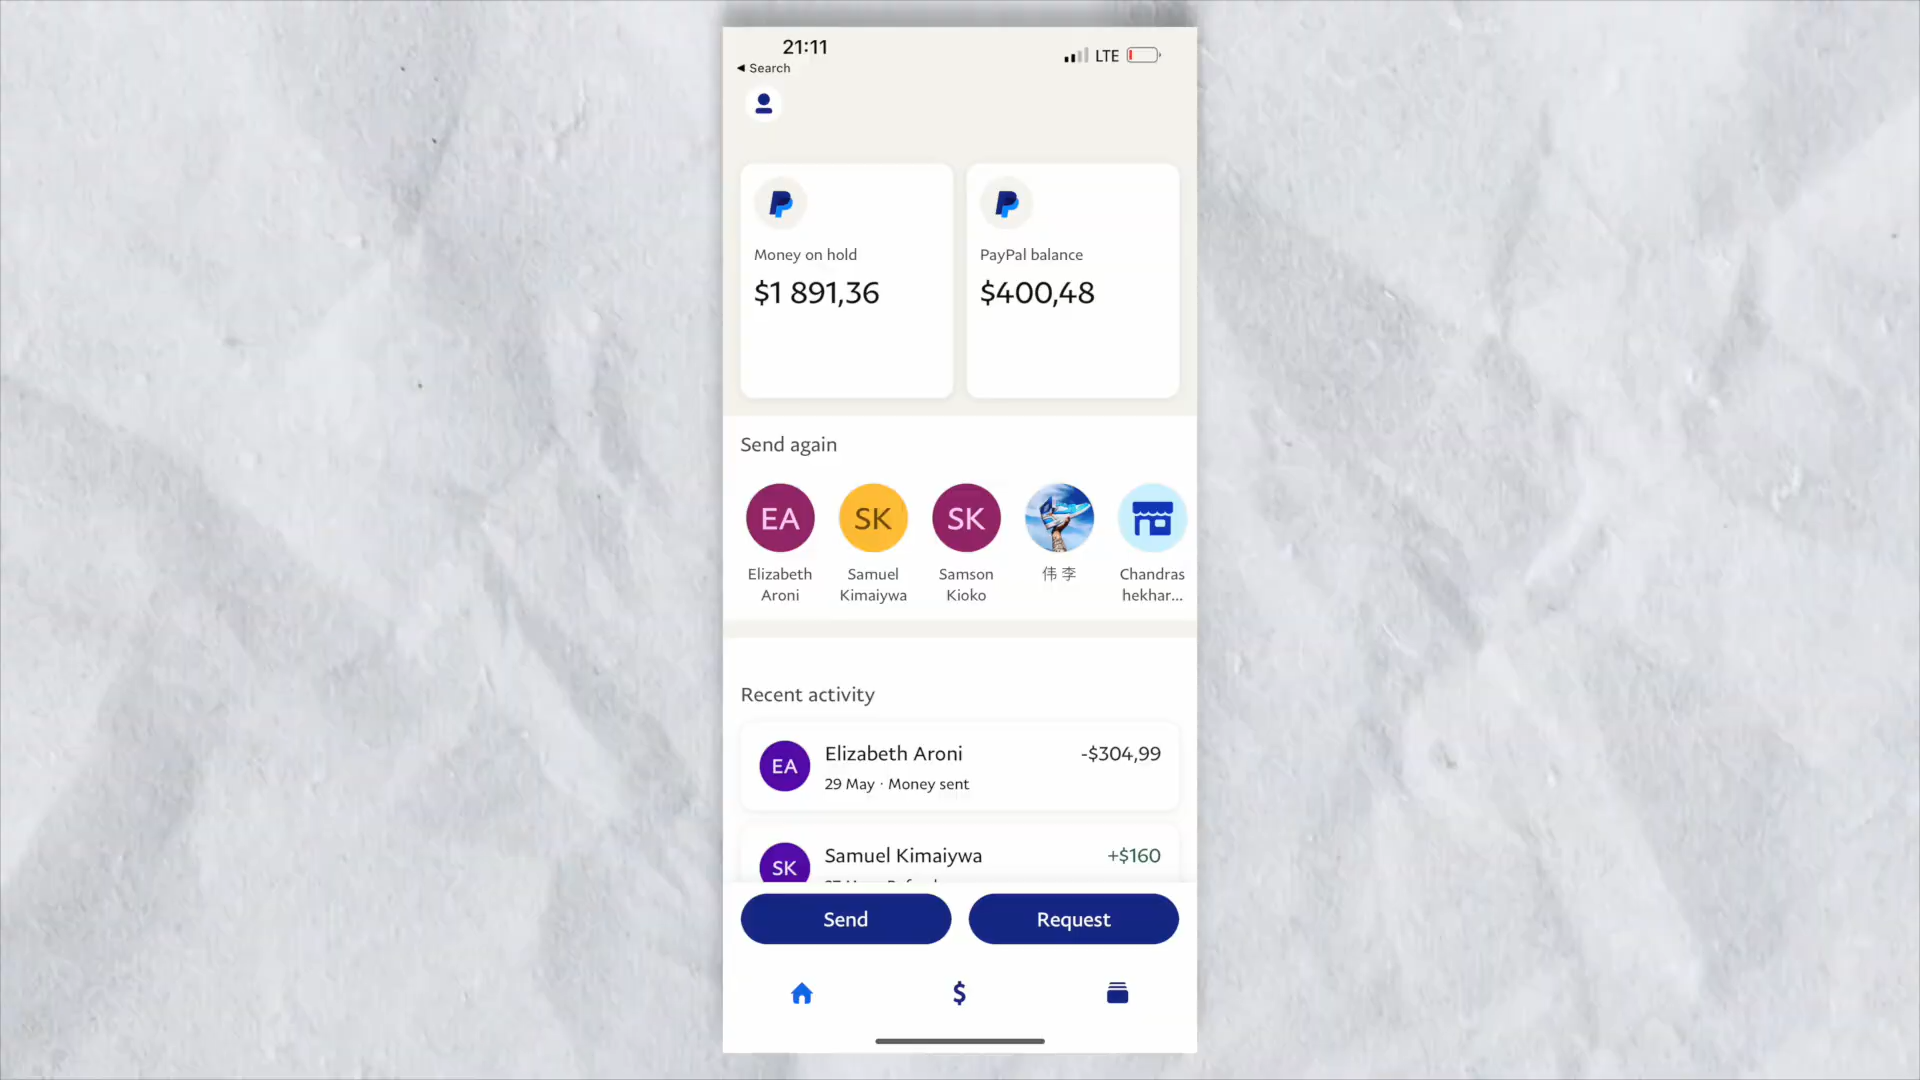 21:11
LTE
◀ Search
Money on hold
$1 891,36
PayPal balance
$400,48
Send again
EA
SK
SK
Elizabeth
Aroni
Samuel
Kimaiywa
Samson
Kioko
伟 李
Chandras
hekhar...
Recent activity
EA
Elizabeth Aroni
-$304,99
29 May · Money sent
SK
Samuel Kimaiywa
+$160
Send
Request
$